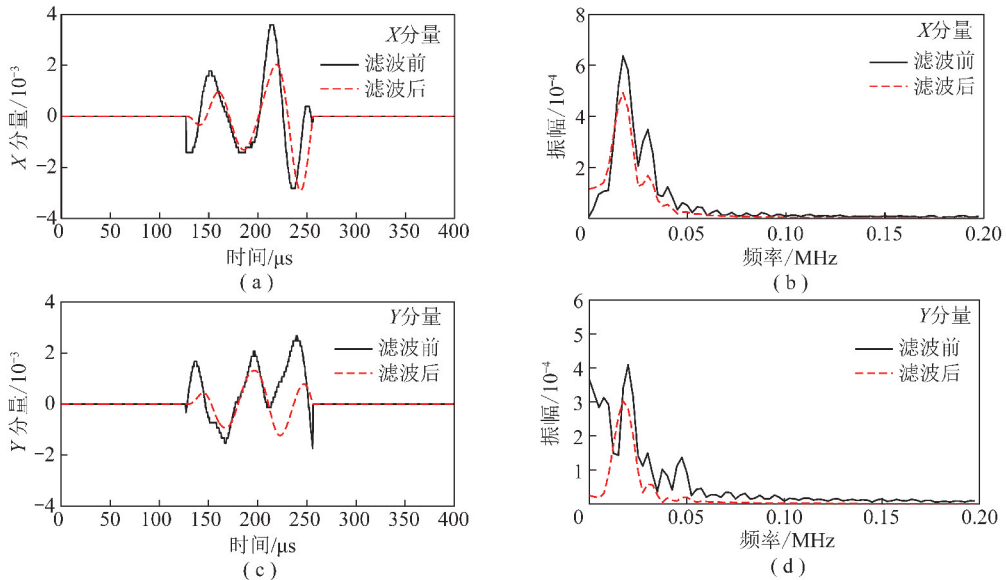 4
2
0
−2
−4
X 分量/10⁻³
X分量
滤波前
滤波后
0 50 100 150 200 250 300 350 400
时间/μs
( a )
8
6
4
2
振幅/10⁻⁴
X分量
滤波前
滤波后
0 0.05 0.10 0.15 0.20
频率/MHz
( b )
4
2
0
−2
−4
Y 分量/10⁻³
Y分量
滤波前
滤波后
0 50 100 150 200 250 300 350 400
时间/μs
( c )
6
5
4
3
2
1
振幅/10⁻⁴
Y分量
滤波前
滤波后
0 0.05 0.10 0.15 0.20
频率/MHz
( d )